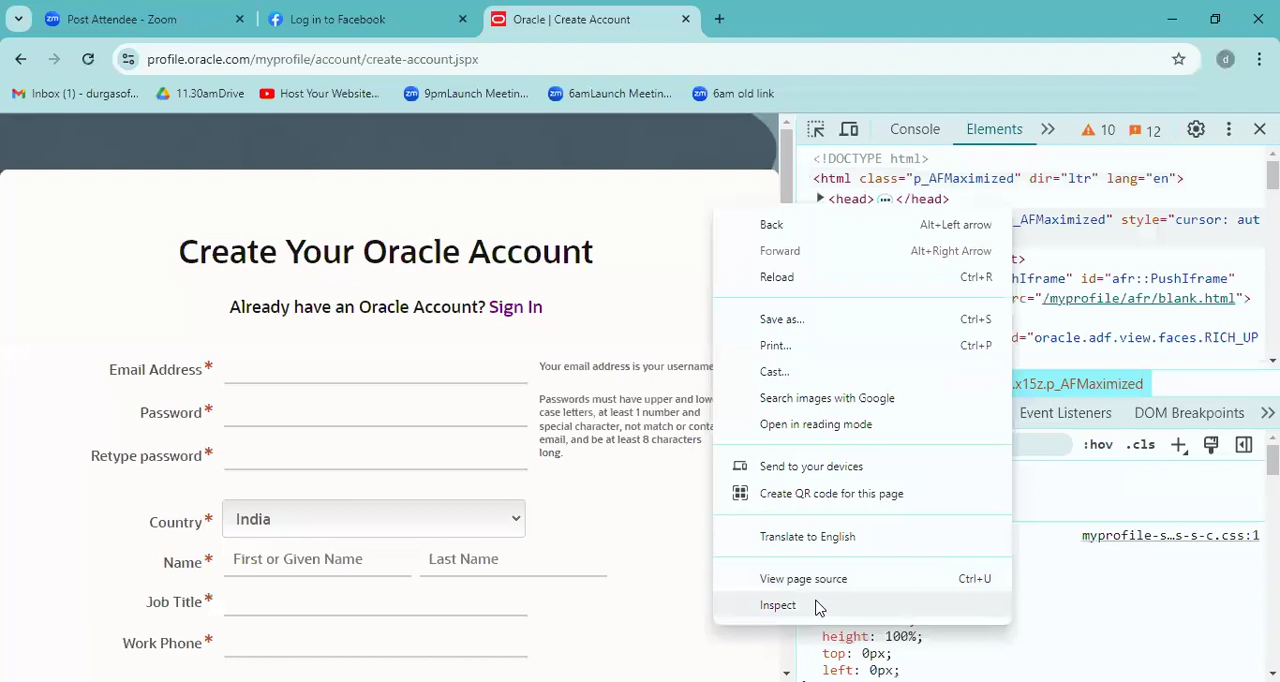 Post Attendee - Zoom
Log in to Facebook
Oracle | Create Account
profile.oracle.com/myprofile/account/create-account.jspx
d
Inbox (1) - durgasof...
11.30amDrive
Host Your Website...
9pmLaunch Meetin...
6amLaunch Meetin...
6am old link
Create Your Oracle Account
Already have an Oracle Account? Sign In
Email Address*
Your email address is your username
Password*
Passwords must have upper and low
case letters, at least 1 number and
special character, not match or conta
email, and be at least 8 characters
long.
Retype password*
Country*
India
Name*
First or Given Name
Last Name
Job Title*
Work Phone*
Back Alt+Left arrow
Forward Alt+Right Arrow
Reload Ctrl+R
Save as... Ctrl+S
Print... Ctrl+P
Cast...
Search images with Google
Open in reading mode
Send to your devices
Create QR code for this page
Translate to English
View page source Ctrl+U
Inspect
Console
Elements
10
12
<!DOCTYPE html>
<html class="p_AFMaximized" dir="ltr" lang="en">
<head> </head>
_AFMaximized" style="cursor: aut
t>
hIframe" id="afr::PushIframe"
rc="/myprofile/afr/blank.html">
d="oracle.adf.view.faces.RICH_UP
.x15z.p_AFMaximized
Event Listeners
DOM Breakpoints
:hov .cls
myprofile-s…s-s-c.css:1
height: 100%;
top: 0px;
left: 0px;